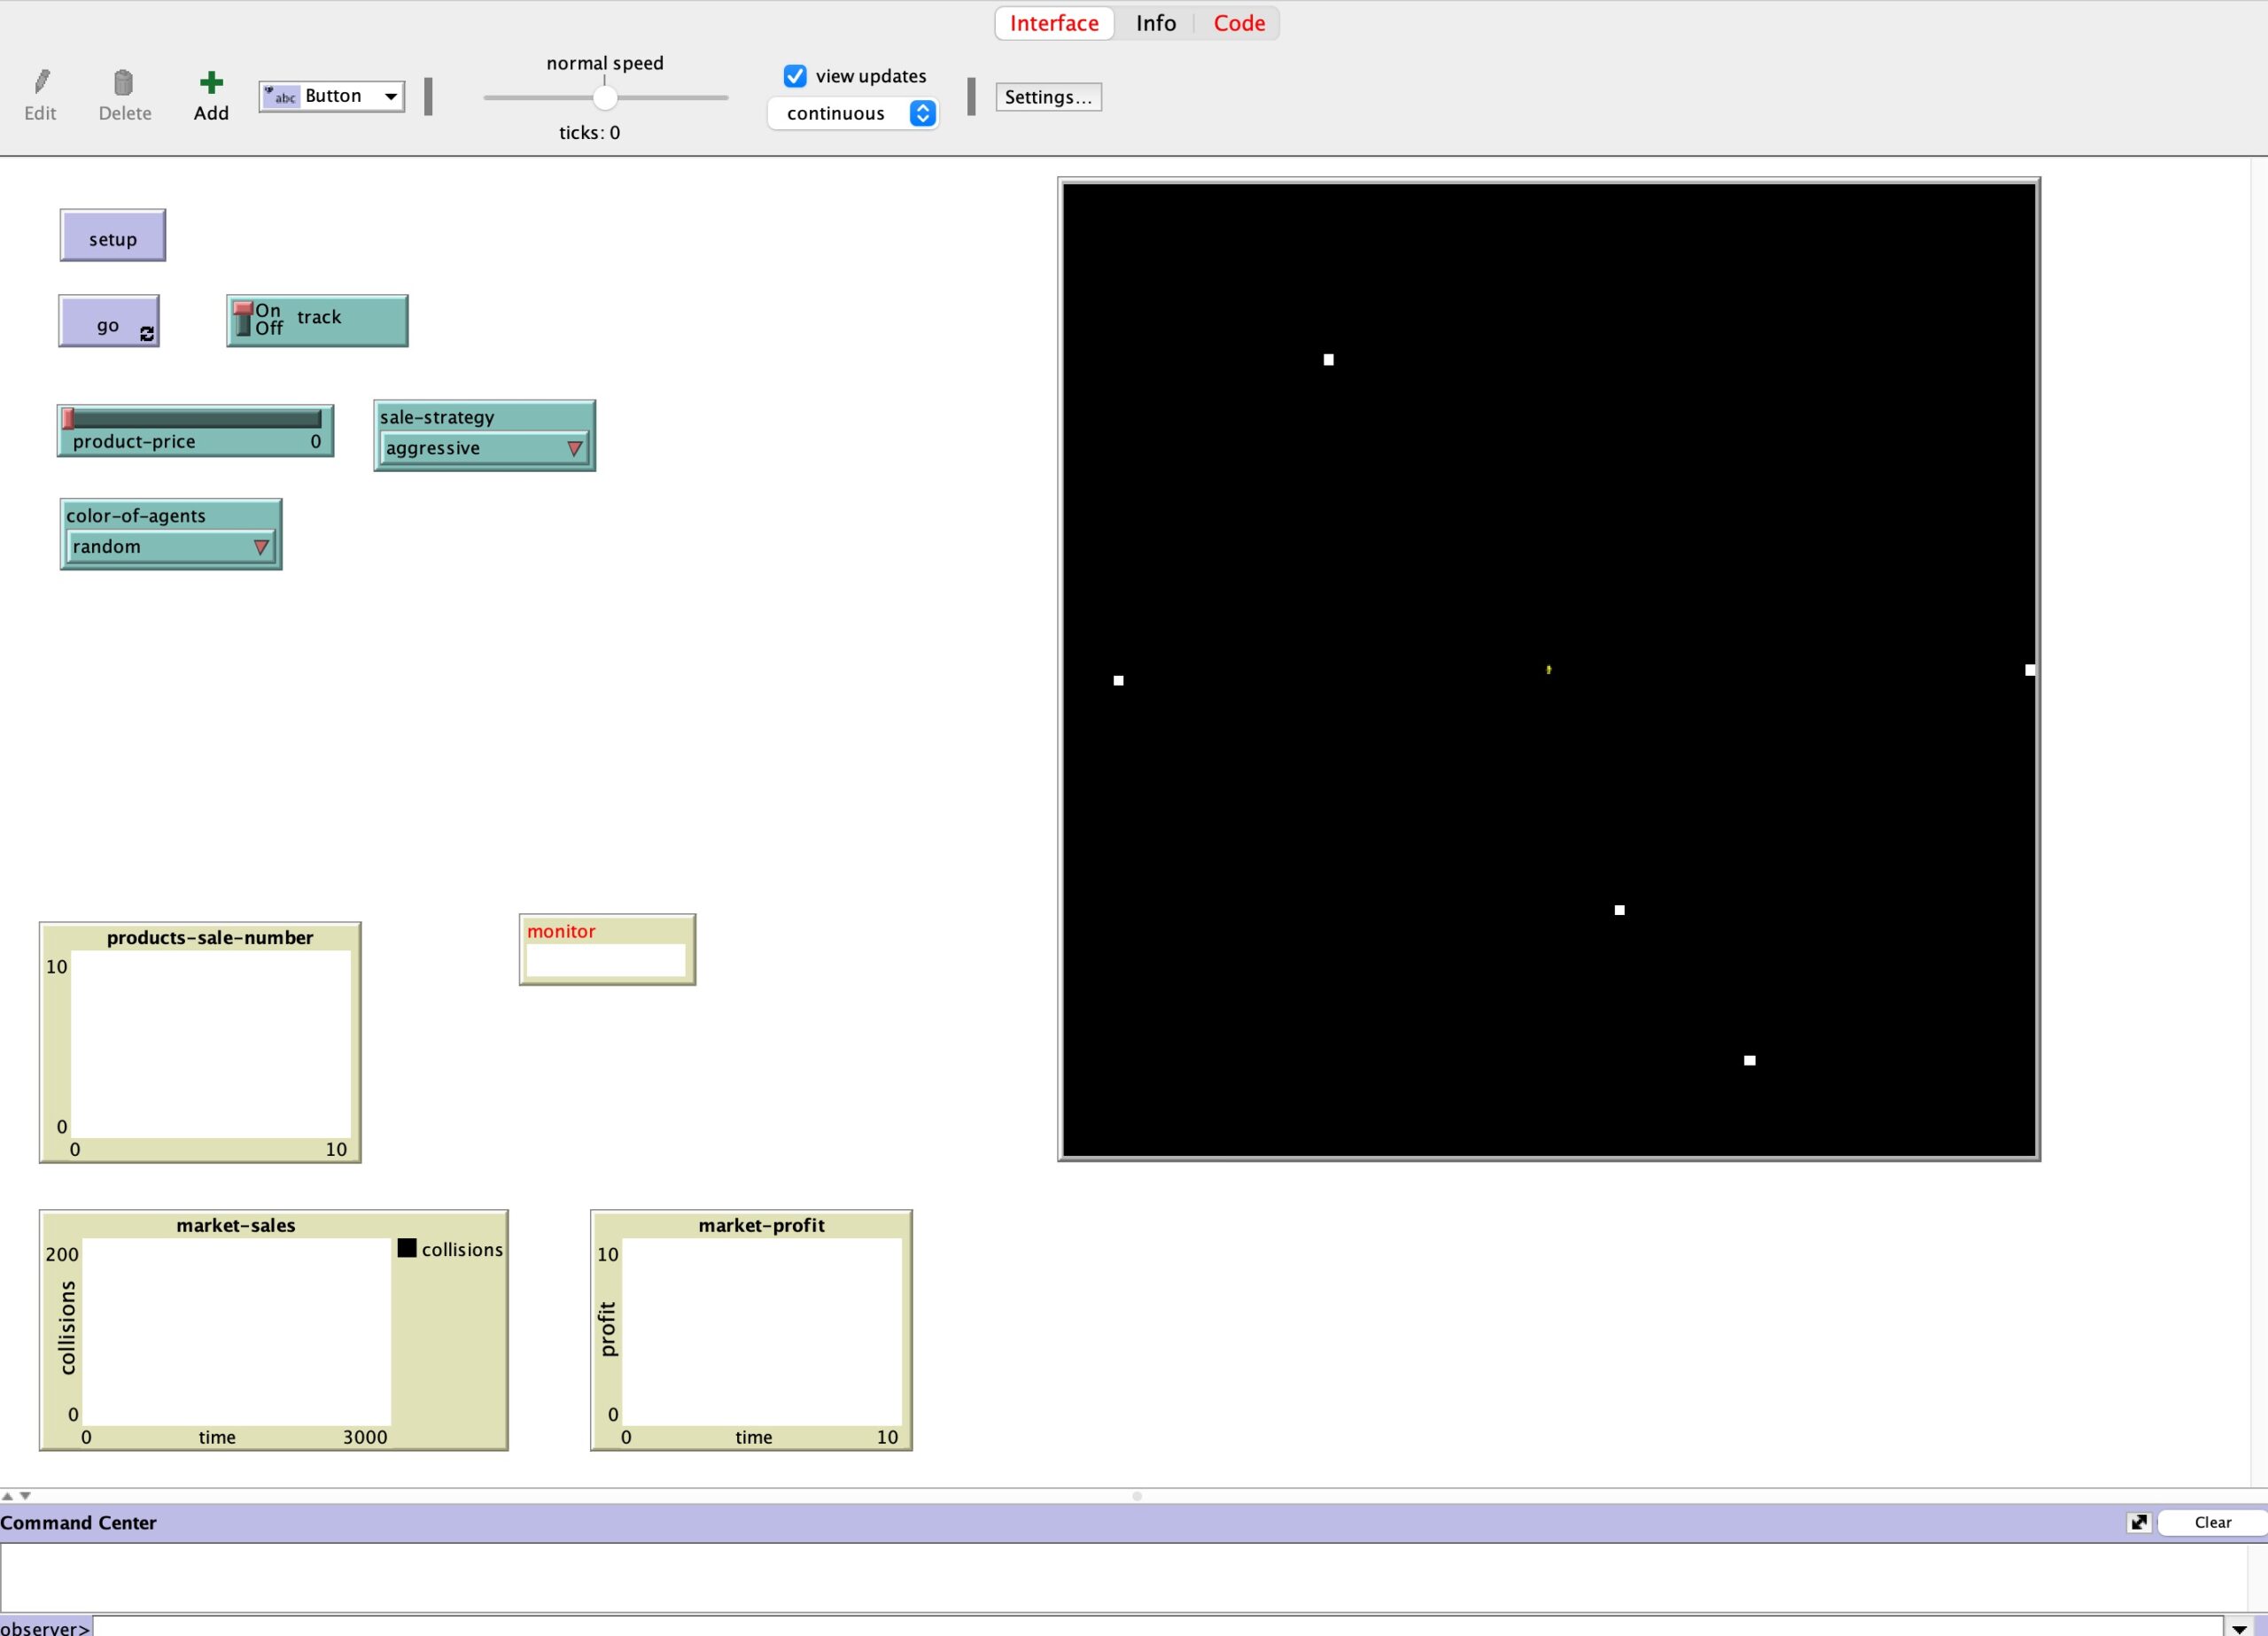 Interface Info Code
Edit Delete Add abc Button
normal speed
ticks: 0
view updates
continuous
Settings...
setup
go
On
Off
track
product-price 0
sale-strategy
aggressive
color-of-agents
random
products-sale-number
10
0
0 10
monitor
market-sales
200
collisions
0
0 time 3000
collisions
market-profit
10
profit
0
0 time 10
Command Center
Clear
observer>